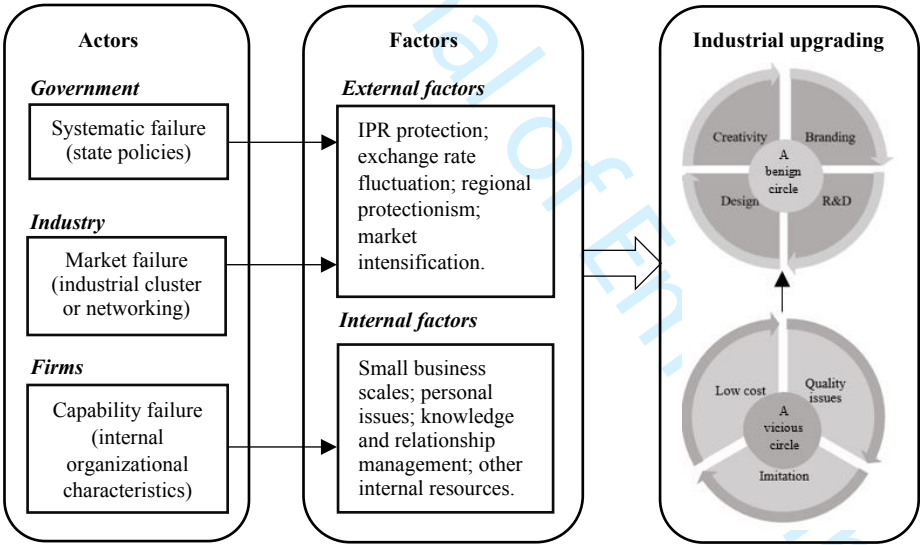 Actors
Government
Systematic failure
(state policies)
Industry
Market failure
(industrial cluster
or networking)
Firms
Capability failure
(internal
organizational
characteristics)
Factors
External factors
IPR protection;
exchange rate
fluctuation; regional
protectionism;
market
intensification.
Internal factors
Small business
scales; personal
issues; knowledge
and relationship
management; other
internal resources.
Industrial upgrading
Creativity
Branding
A
benign
circle
Design
R&D
Low cost
Quality
issues
A
vicious
circle
Imitation
nal of Em